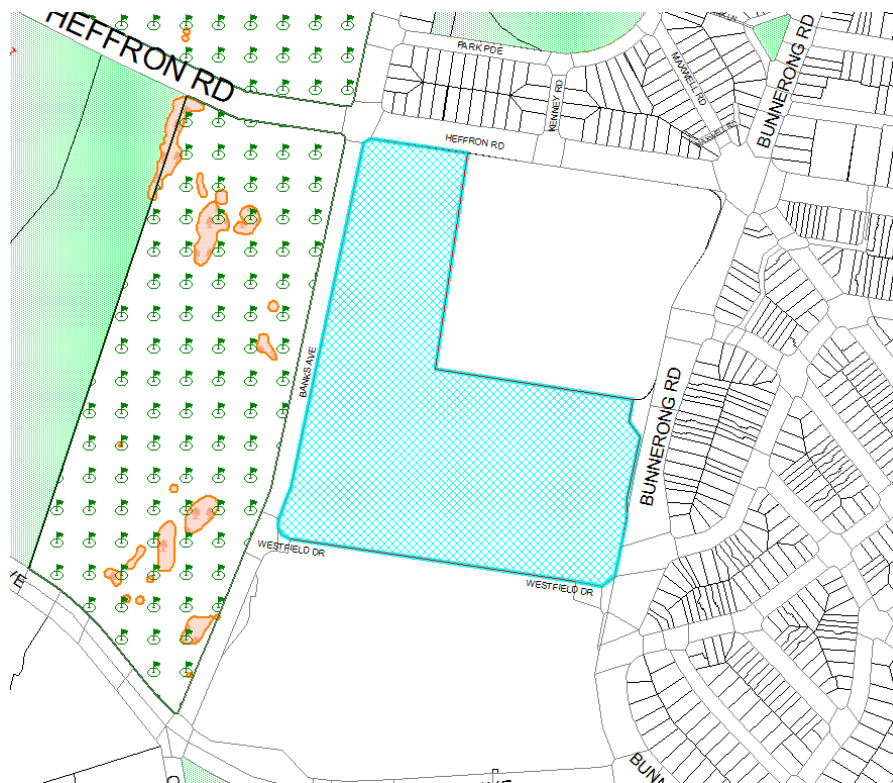 HEFFRON RD
PARK PDE
MAXWELL RD
BUNNERONG RD
KENNEY RD
HEFFRON RD
BANKS AVE
BUNNERONG RD
WESTFIELD DR
WESTFIELD DR